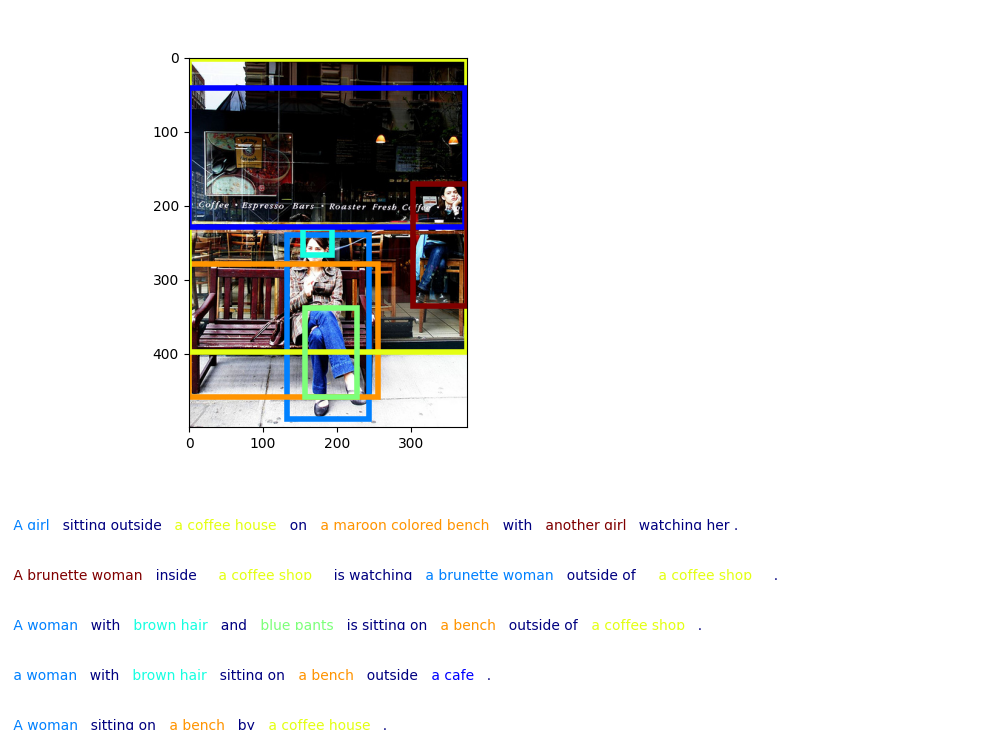 0
100
200
300
400
0 100 200 300
Coffee • Espresso Bars • Roaster Fresh Coffee •
A girl sitting outside a coffee house on a maroon colored bench with another girl watching her .
A brunette woman inside a coffee shop is watching a brunette woman outside of a coffee shop .
A woman with brown hair and blue pants is sitting on a bench outside of a coffee shop .
a woman with brown hair sitting on a bench outside a cafe .
A woman sitting on a bench by a coffee house .